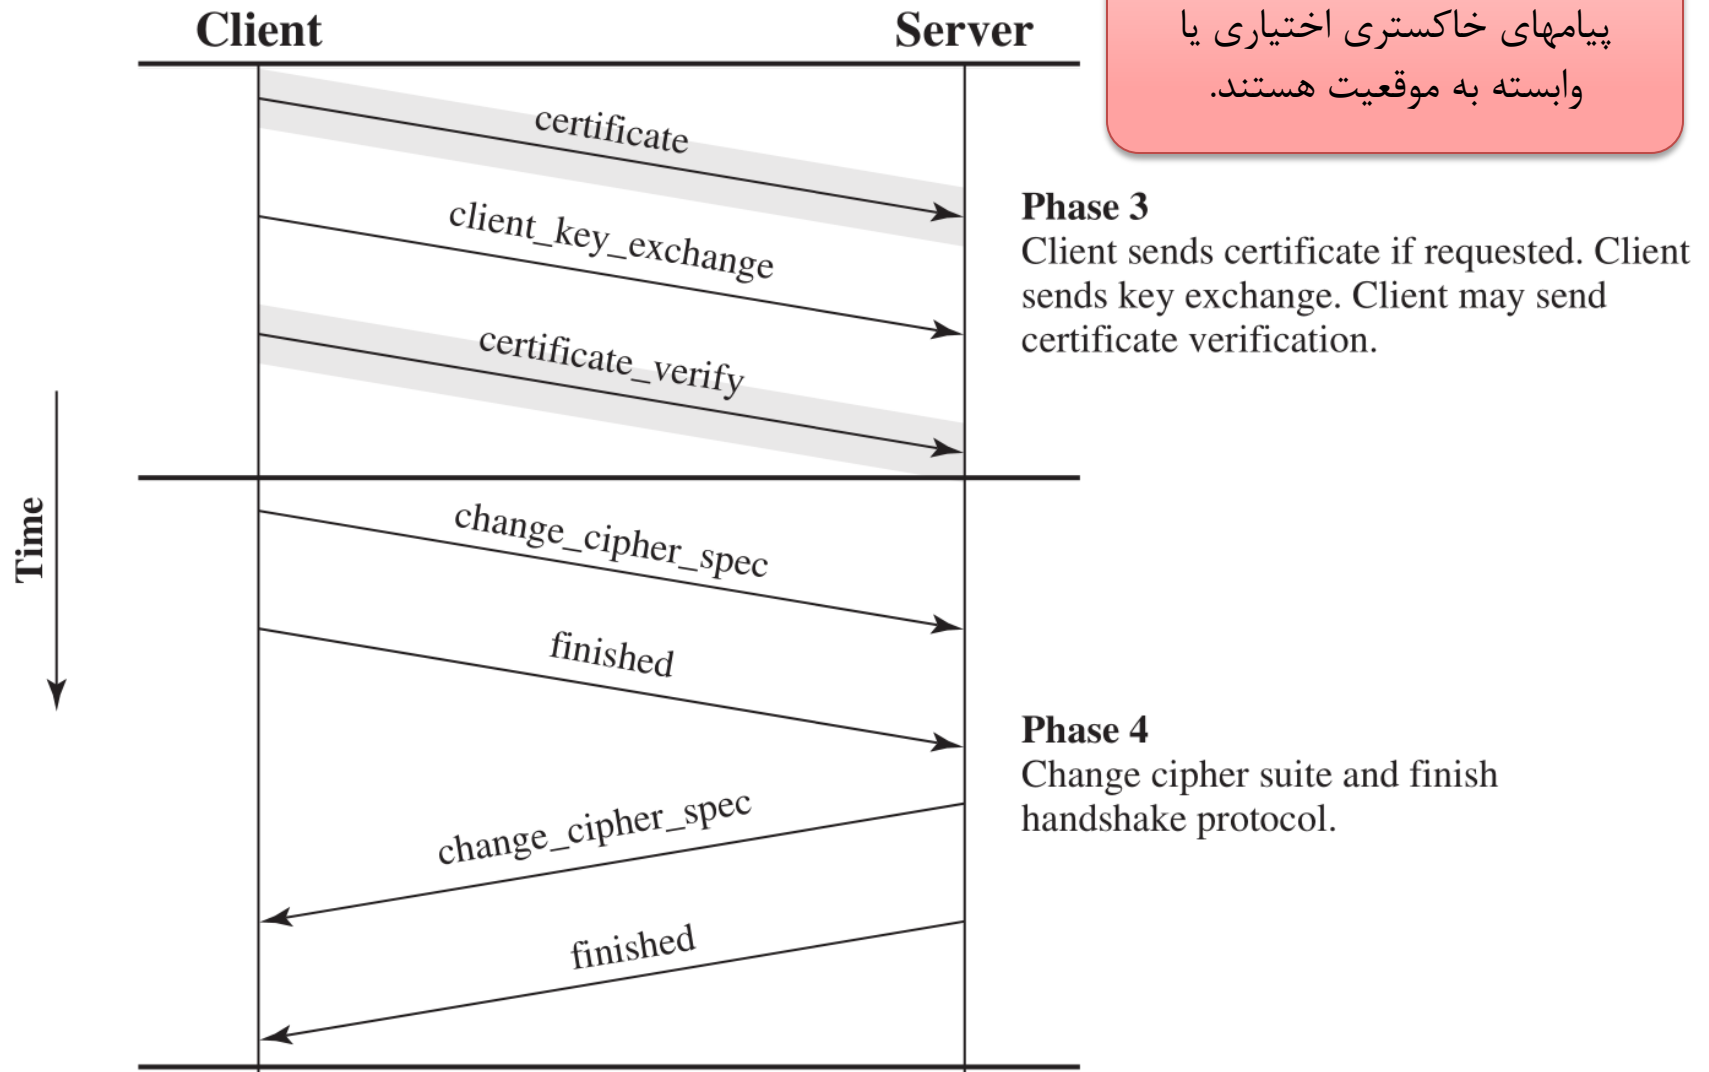 Client
Server
پیامهای خاکستری اختیاری یا
وابسته به موقعیت هستند.
certificate
client_key_exchange
certificate_verify
Phase 3
Client sends certificate if requested. Client
sends key exchange. Client may send
certificate verification.
Time
change_cipher_spec
finished
change_cipher_spec
finished
Phase 4
Change cipher suite and finish
handshake protocol.